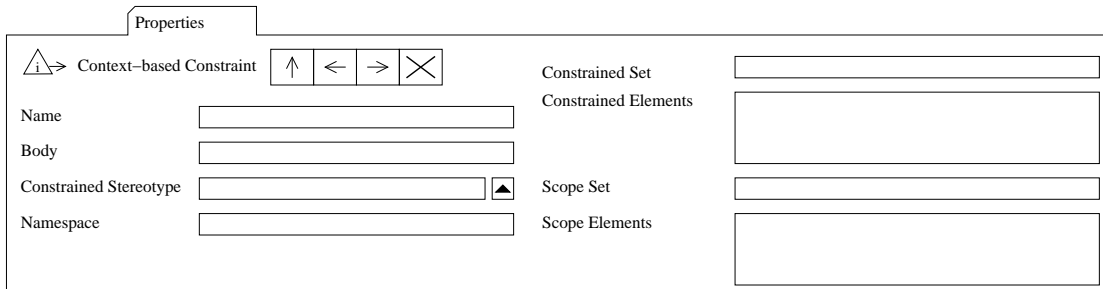 Properties
i Context−based Constraint
Name
Body
Constrained Stereotype
Namespace
Constrained Set
Constrained Elements
Scope Set
Scope Elements